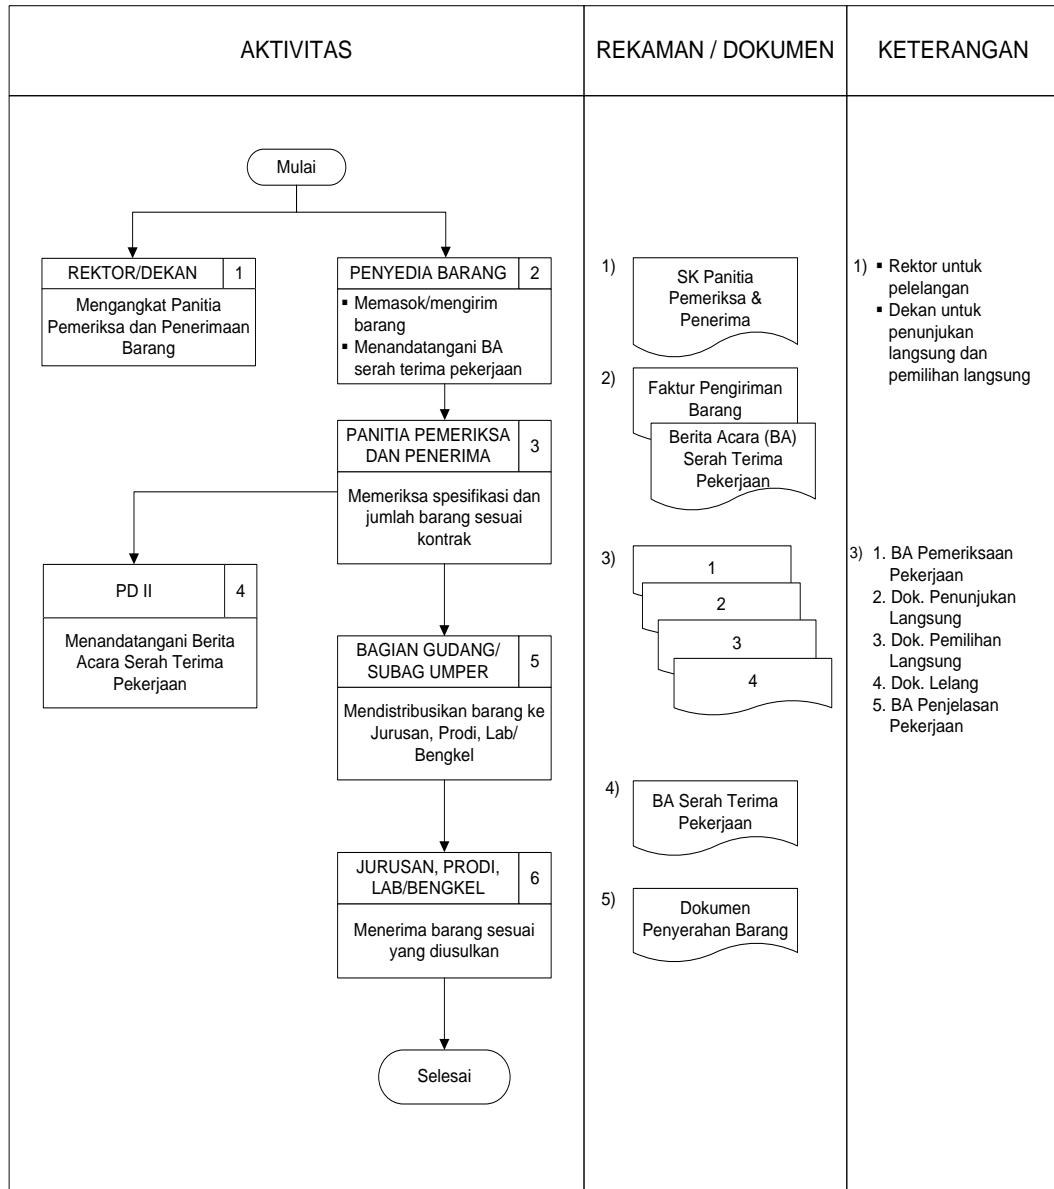 AKTIVITAS
REKAMAN / DOKUMEN
KETERANGAN
Mulai
REKTOR/DEKAN
1
Mengangkat Panitia
Pemeriksa dan Penerimaan
Barang
PENYEDIA BARANG
2
▪ Memasok/mengirim
barang
▪ Menandatangani BA
serah terima pekerjaan
PANITIA PEMERIKSA
DAN PENERIMA
3
Memeriksa spesifikasi dan
jumlah barang sesuai
kontrak
PD II
4
Menandatangani Berita
Acara Serah Terima
Pekerjaan
BAGIAN GUDANG/
SUBAG UMPER
5
Mendistribusikan barang ke
Jurusan, Prodi, Lab/
Bengkel
JURUSAN, PRODI,
LAB/BENGKEL
6
Menerima barang sesuai
yang diusulkan
Selesai
1)
SK Panitia
Pemeriksa &
Penerima
2)
Faktur Pengiriman
Barang
Berita Acara (BA)
Serah Terima
Pekerjaan
3)
1
2
3
4
4)
BA Serah Terima
Pekerjaan
5)
Dokumen
Penyerahan Barang
1) ▪ Rektor untuk
pelelangan
▪ Dekan untuk
penunjukan
langsung dan
pemilihan langsung
3) 1. BA Pemeriksaan
Pekerjaan
2. Dok. Penunjukan
Langsung
3. Dok. Pemilihan
Langsung
4. Dok. Lelang
5. BA Penjelasan
Pekerjaan